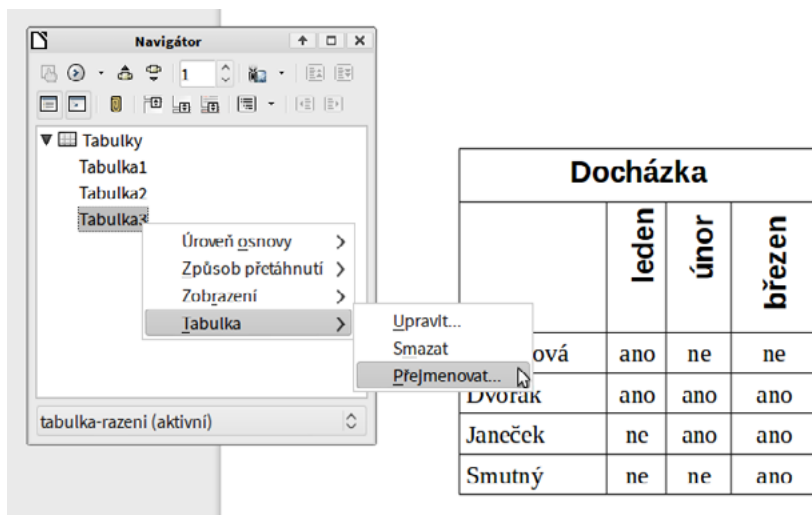 Navigátor
1
Tabulky
Tabulka1
Tabulka2
Tabulka3
Úroveň osnovy
Způsob přetáhnutí
Zobrazení
Tabulka
Upravit...
Smazat
Přejmenovat...
tabulka-razeni (aktivní)
Docházka
leden únor březen
ová ano ne ne
Dvořák ano ano ano
Janeček ne ano ano
Smutný ne ne ano